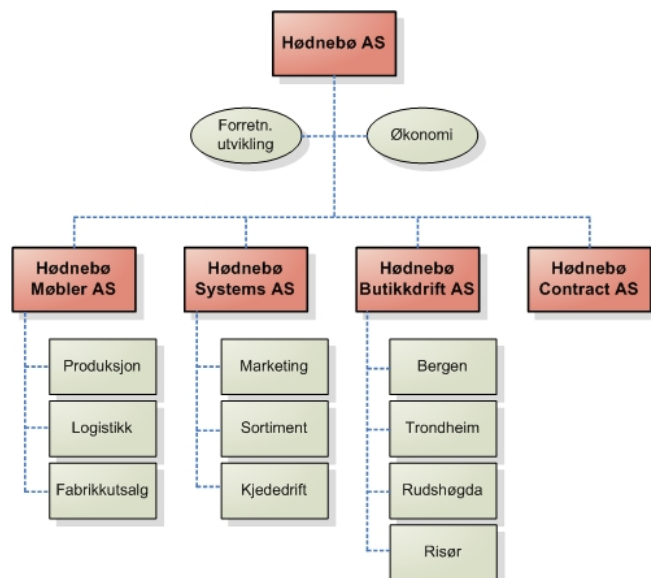 Hødnebø AS
Forretn.
utvikling
Økonomi
Hødnebø
Møbler AS
Hødnebø
Systems AS
Hødnebø
Butikkdrift AS
Hødnebø
Contract AS
Produksjon
Logistikk
Fabrikkutsalg
Marketing
Sortiment
Kjededrift
Bergen
Trondheim
Rudshøgda
Risør